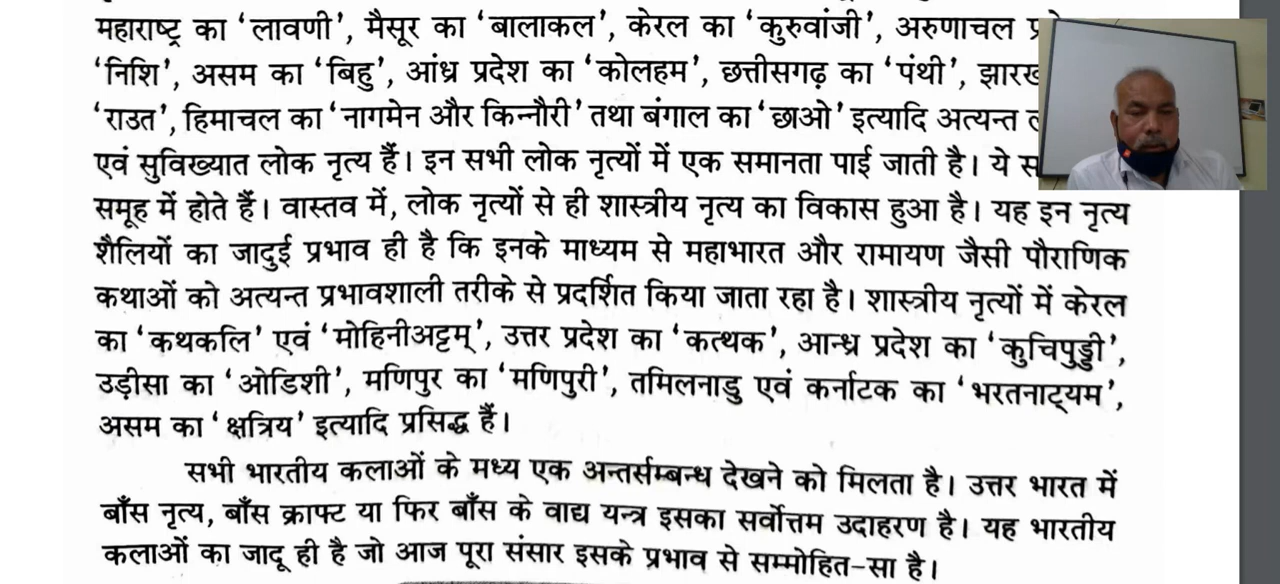 महाराष्ट्र का ‘लावणी’, मैसूर का ‘बालाकल’, केरल का ‘कुरुवांजी’, अरुणाचल
‘निशि’, असम का ‘बिहु’, आंध्र प्रदेश का ‘कोलहम’, छत्तीसगढ़ का ‘पंथी’,
‘राउत’, हिमाचल का ‘नागमेन और किन्नौरी’ तथा बंगाल का ‘छाओ’ इत्यादि अत्यन्त
एवं सुविख्यात लोक नृत्य हैं। इन सभी लोक नृत्यों में एक समानता पाई जाती है। ये
समूह में होते हैं। वास्तव में, लोक नृत्यों से ही शास्त्रीय नृत्य का विकास हुआ है। यह इन नृत्य
शैलियों का जादुई प्रभाव ही है कि इनके माध्यम से महाभारत और रामायण जैसी पौराणिक
कथाओं को अत्यन्त प्रभावशाली तरीके से प्रदर्शित किया जाता रहा है। शास्त्रीय नृत्यों में केरल
का ‘कथकलि’ एवं ‘मोहिनीअट्टम्’, उत्तर प्रदेश का ‘कत्थक’, आन्ध्र प्रदेश का ‘कुचिपुड्डी’,
उड़ीसा का ‘ओडिशी’, मणिपुर का ‘मणिपुरी’, तमिलनाडु एवं कर्नाटक का ‘भरतनाट्यम’,
असम का ‘क्षत्रिय’ इत्यादि प्रसिद्ध हैं।
सभी भारतीय कलाओं के मध्य एक अन्तर्सम्बन्ध देखने को मिलता है। उत्तर भारत में
बाँस नृत्य, बाँस क्राफ्ट या फिर बाँस के वाद्य यन्त्र इसका सर्वोत्तम उदाहरण है। यह भारतीय
कलाओं का जादू ही है जो आज पूरा संसार इसके प्रभाव से सम्मोहित-सा है।